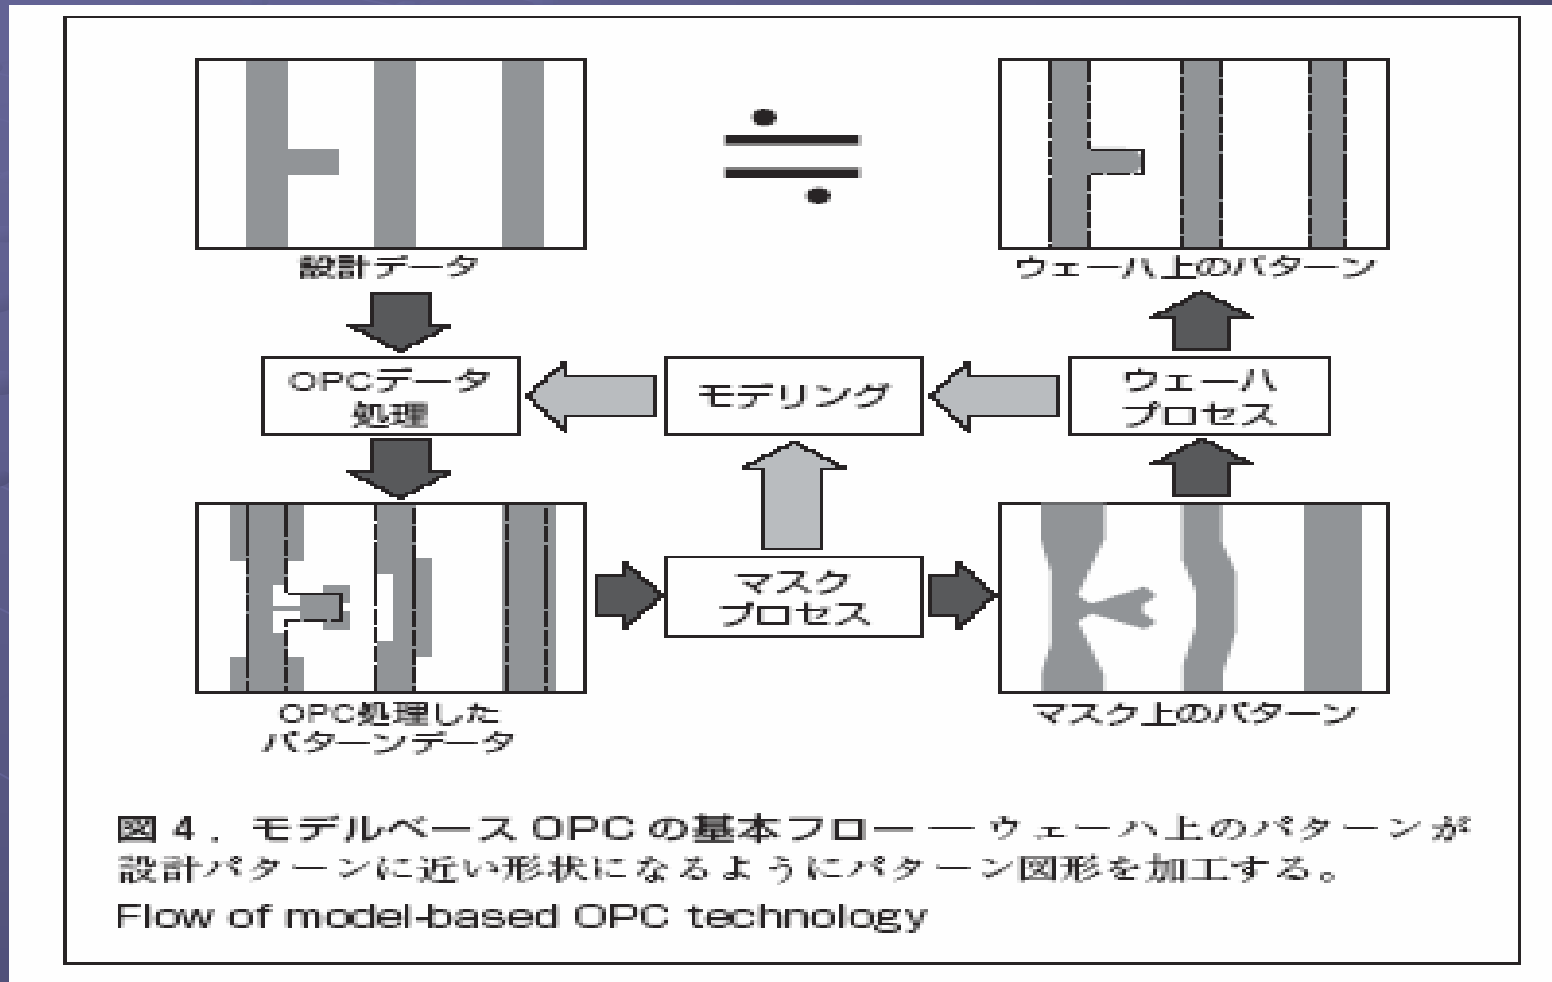 設計データ
ウェーハ上のパターン
OPCデータ
処理
モデリング
ウェーハ
プロセス
マスク
プロセス
OPC処理した
パターンデータ
マスク上のパターン
図4. モデルベース OPC の基本フロー ― ウェーハ上のパターンが
設計パターンに近い形状になるようにパターン図形を加工する。
Flow of model-based OPC technology